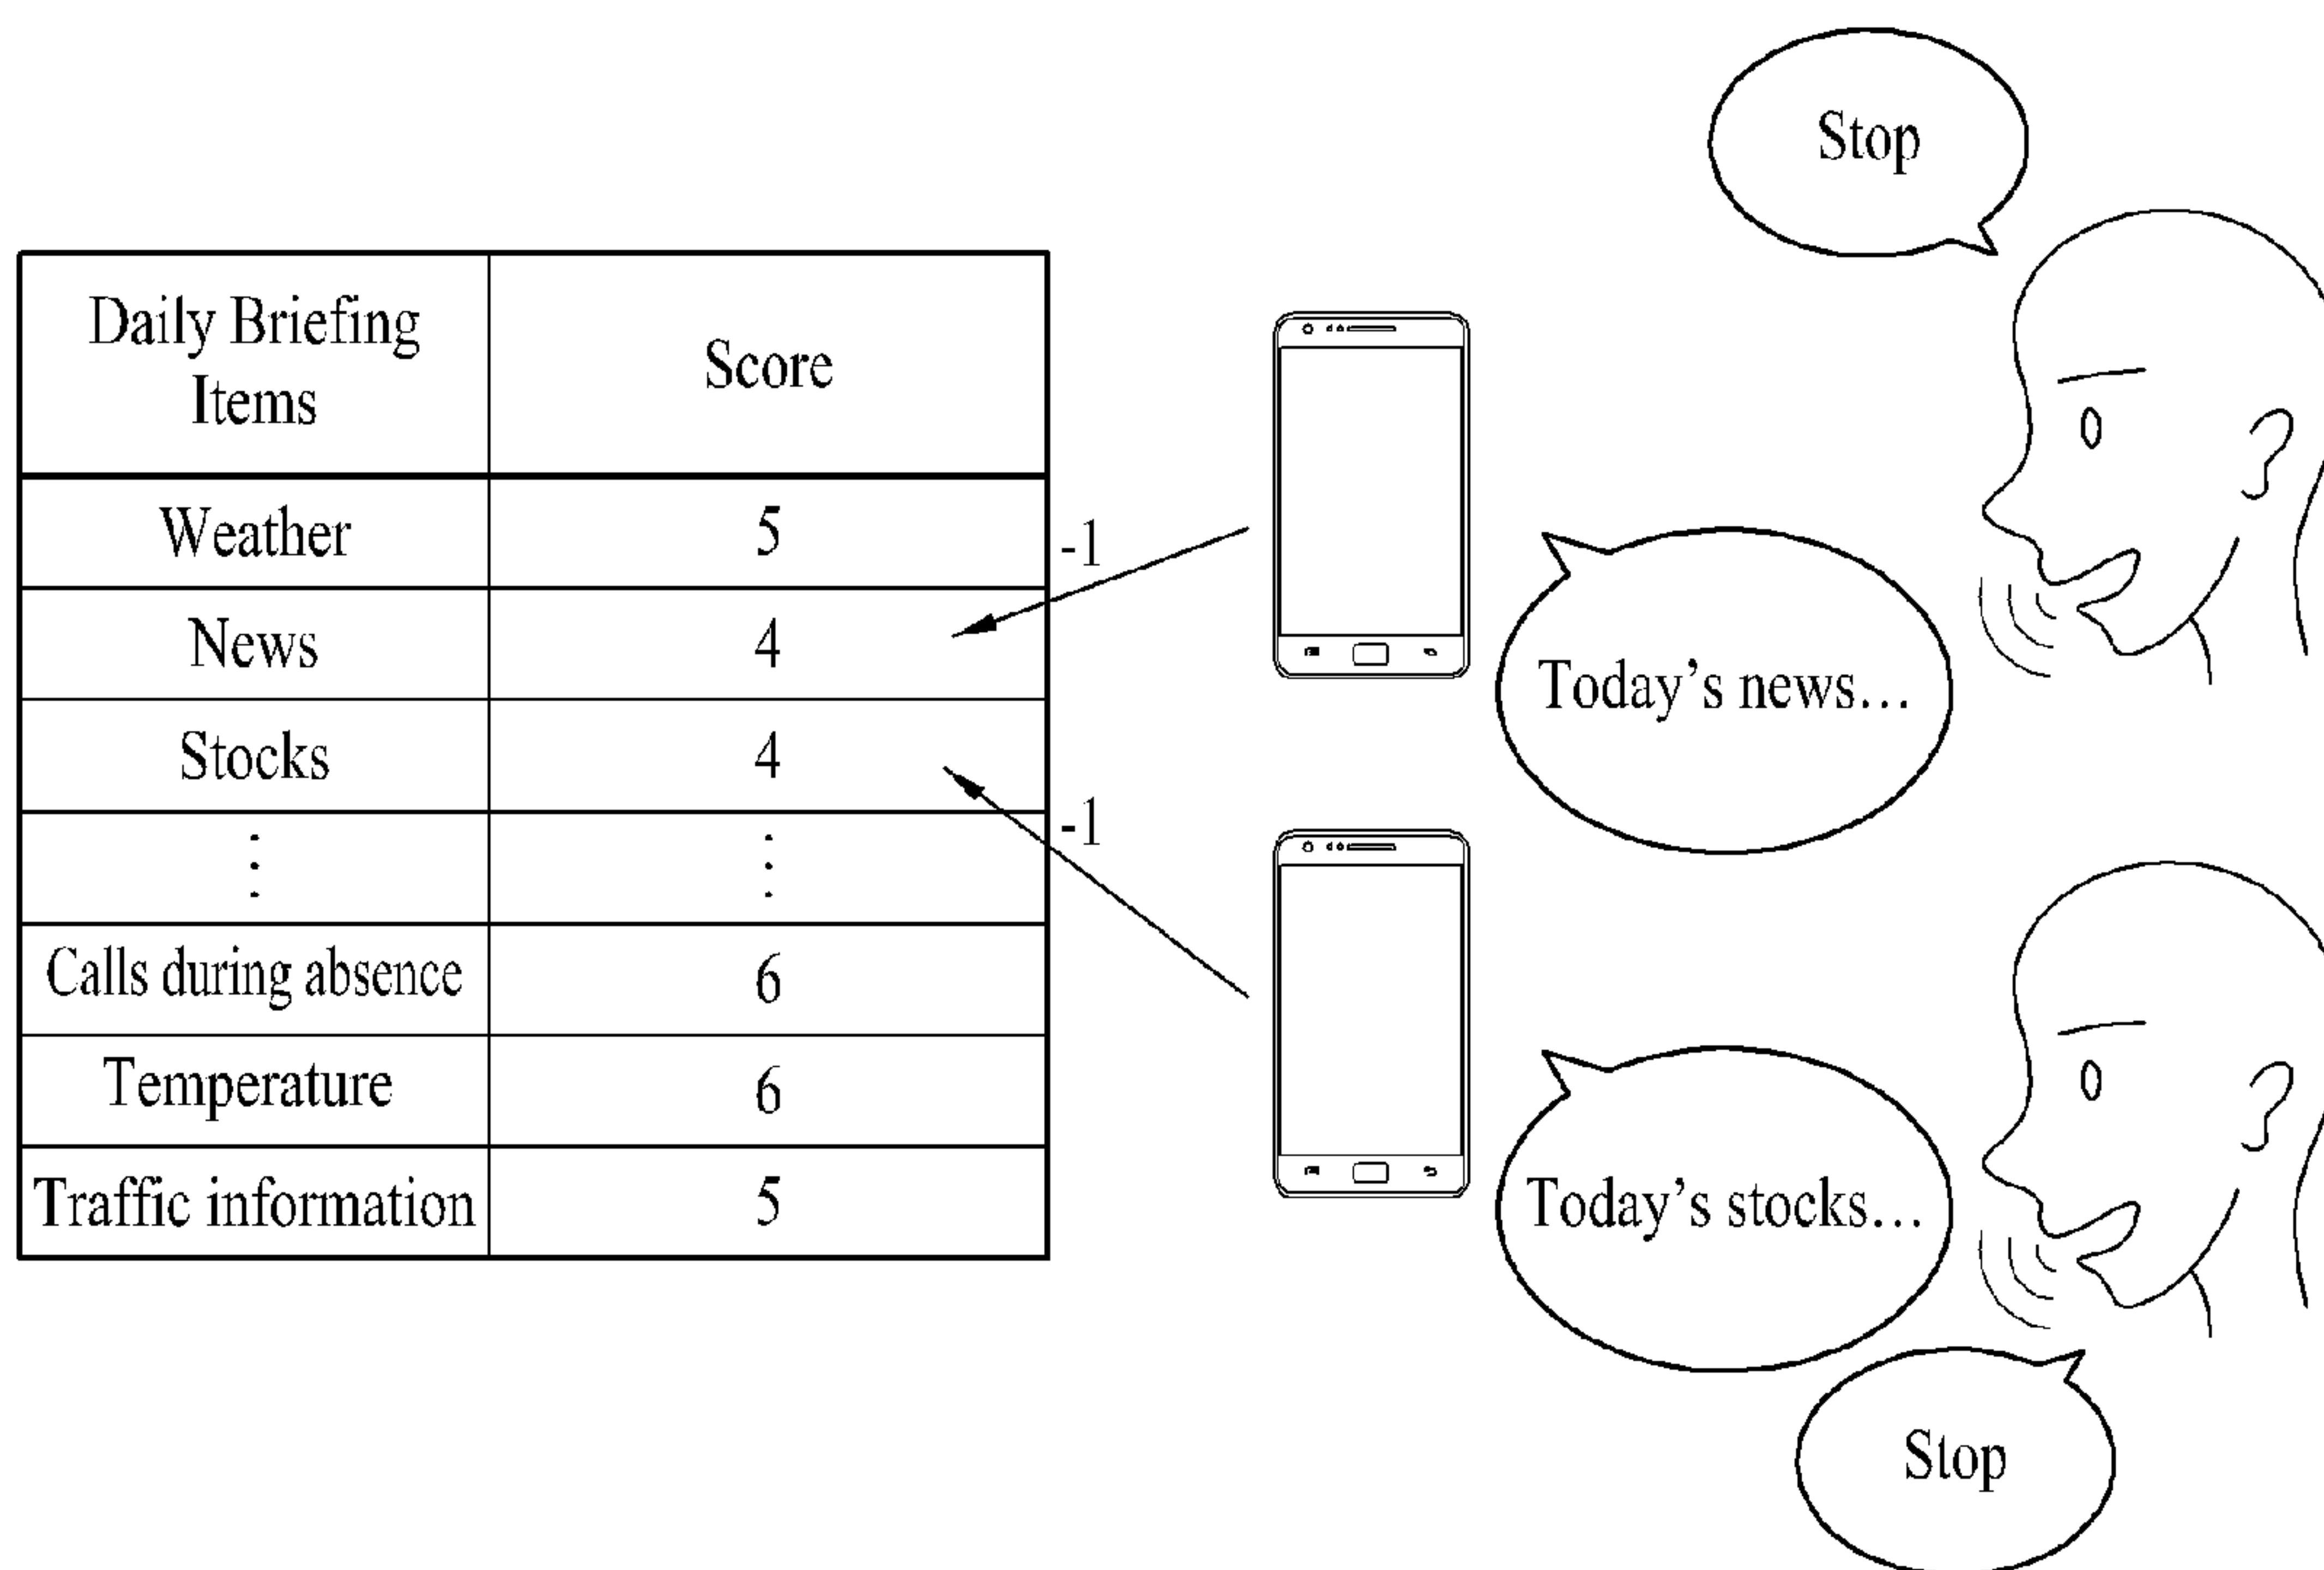 Daily Briefing
Items
Score
Weather
5
News
4
Stocks
4
Calls during absence
6
Temperature
6
Traffic information
5
-1
-1
Stop
Today's news…
Today's stocks…
Stop